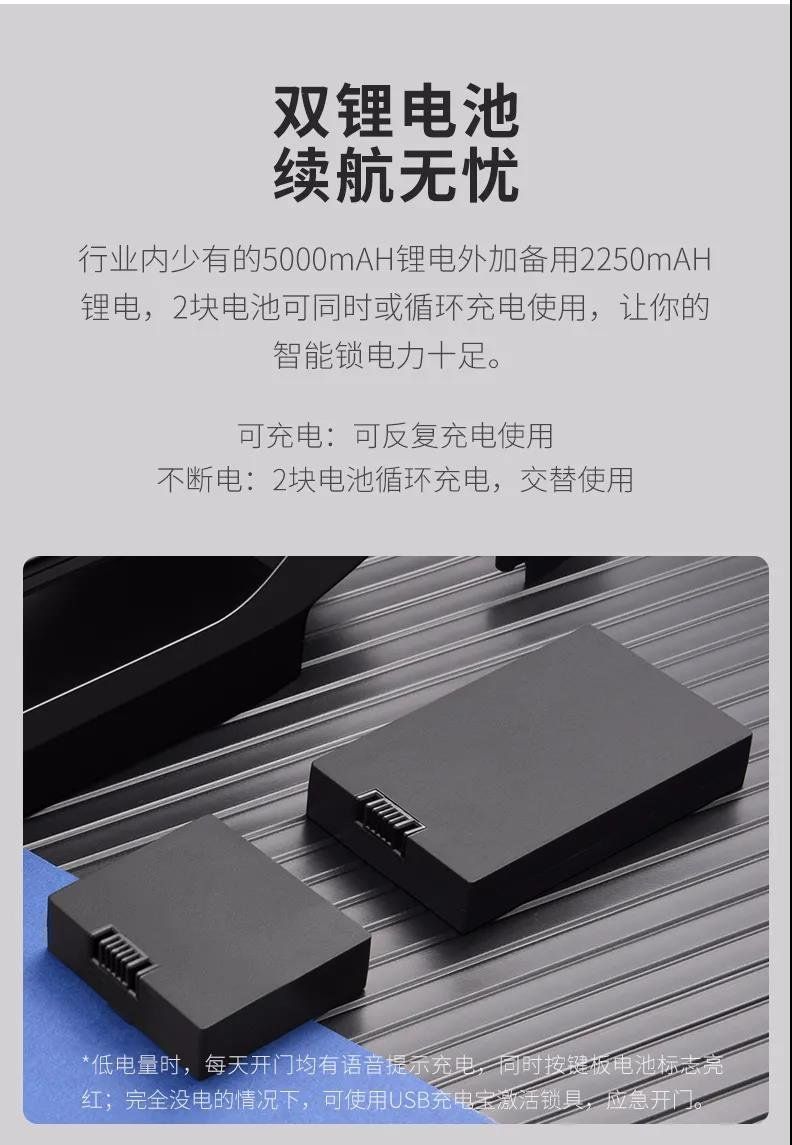 双锂电池
续航无忧
行业内少有的5000mAH锂电外加备用2250mAH
锂电，2块电池可同时或循环充电使用，让你的
智能锁电力十足。
可充电：可反复充电使用
不断电：2块电池循环充电，交替使用
*低电量时，每天开门均有语音提示充电，同时按键板电池标志亮
红；完全没电的情况下，可使用USB充电宝激活锁具，应急开门。